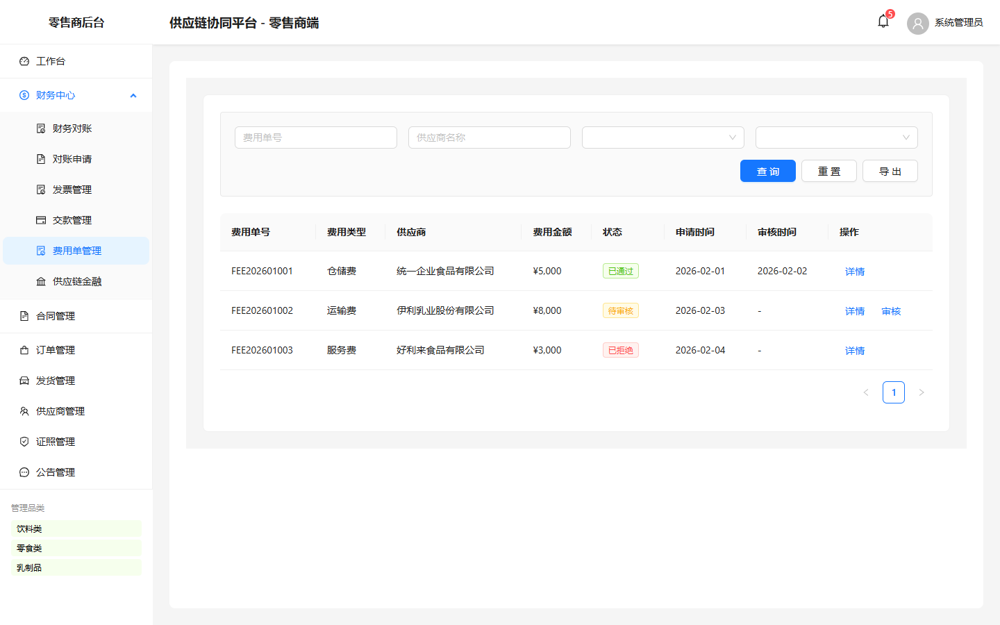 零售商后台
供应链协同平台 - 零售商端
5
系统管理员
工作台
财务中心
财务对账
对账申请
发票管理
交款管理
费用单管理
供应链金融
合同管理
订单管理
发货管理
供应商管理
证照管理
公告管理
管理品类
饮料类
零食类
乳制品
费用单号 供应商名称
查 询 重 置 导 出
费用单号 费用类型 供应商 费用金额 状态 申请时间 审核时间 操作
FEE202601001 仓储费 统一企业食品有限公司 ¥5,000 已通过 2026-02-01 2026-02-02 详情
FEE202601002 运输费 伊利乳业股份有限公司 ¥8,000 待审核 2026-02-03 - 详情 审核
FEE202601003 服务费 好利来食品有限公司 ¥3,000 已拒绝 2026-02-04 - 详情
1